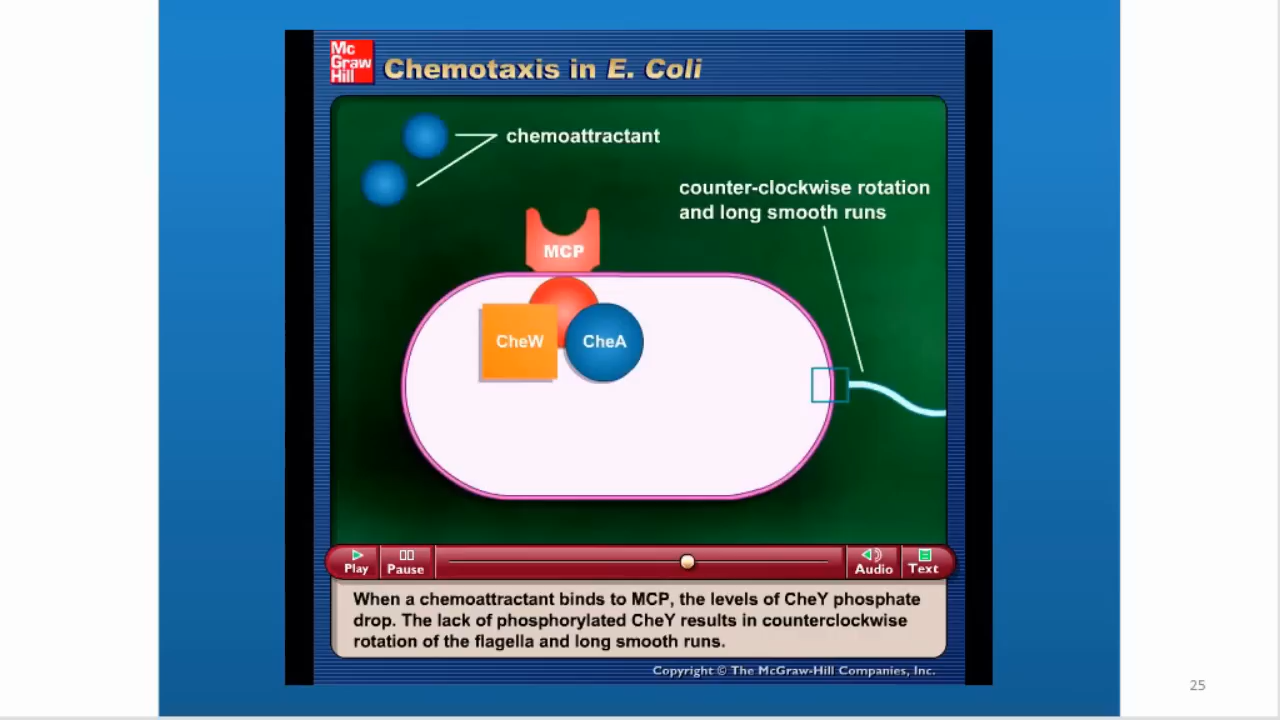 Mc
Graw
Hill
Chemotaxis in E. Coli
chemoattractant
counter-clockwise rotation
and long smooth runs
MCP
CheW
CheA
Play
Pause
Audio
Text
When a chemoattracant binds to MCP, the levels of CheY phosphate
drop. The lack of phosphorylated CheY results in counterclockwise
rotation of the flagella and long smooth runs.
Copyright © The McGraw-Hill Companies, Inc.
25